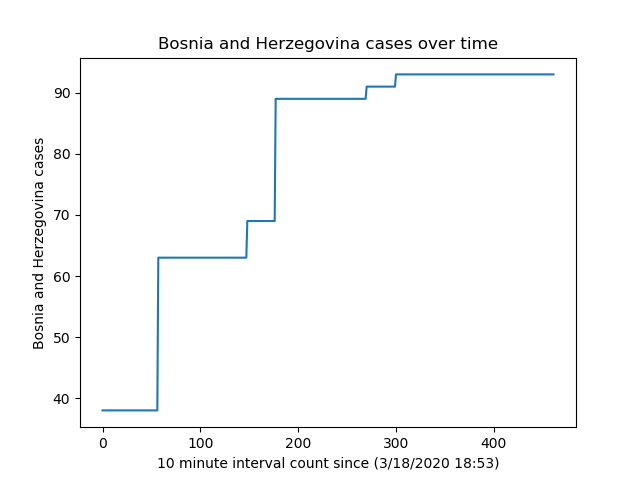 Bosnia and Herzegovina cases over time
Bosnia and Herzegovina cases
90
80
70
60
50
40
0 100 200 300 400
10 minute interval count since (3/18/2020 18:53)